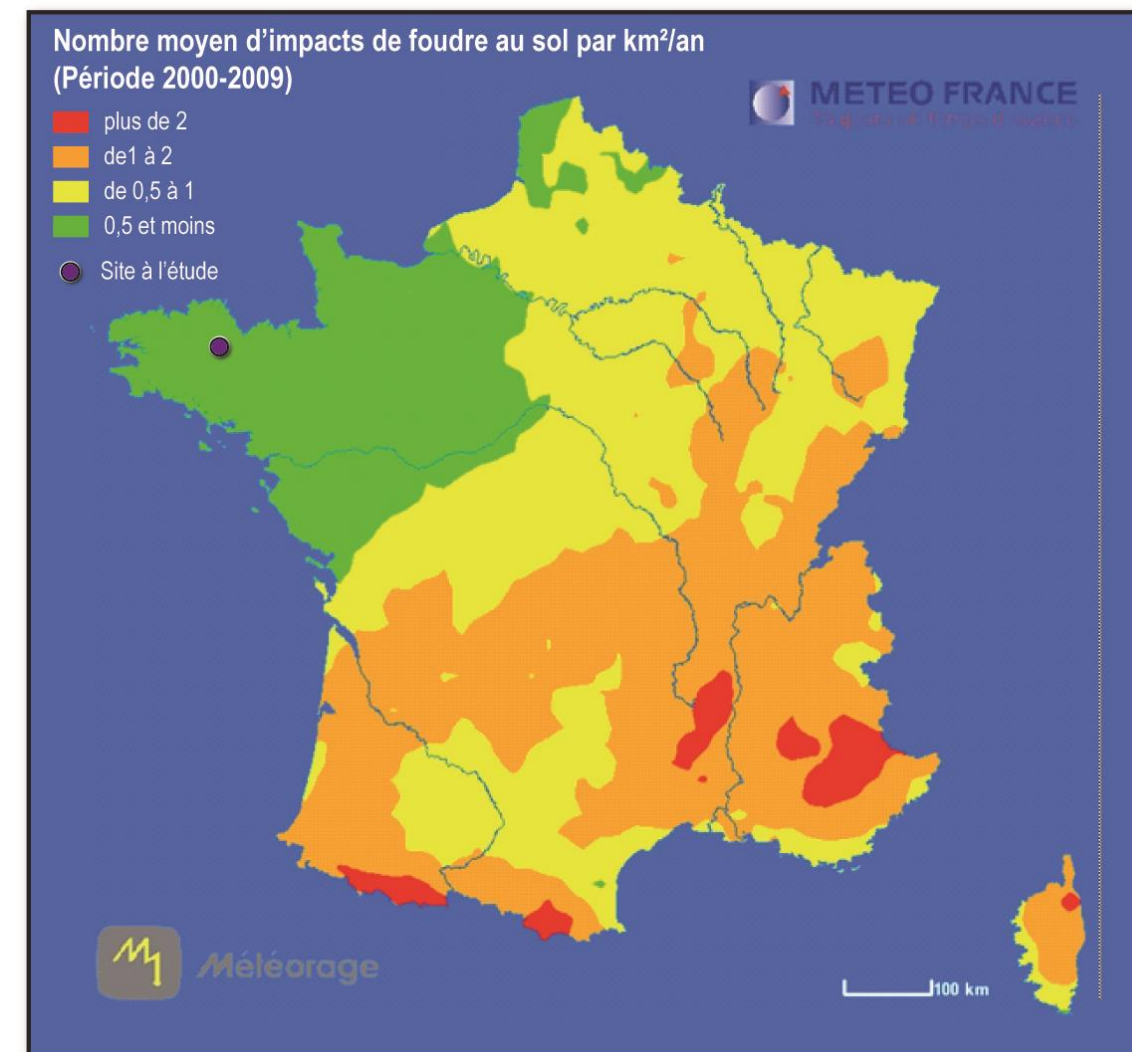 Nombre moyen d’impacts de foudre au sol par km²/an
(Période 2000-2009)
plus de 2
de1 à 2
de 0,5 à 1
0,5 et moins
Site à l’étude
METEO FRANCE
Météorage
100 km